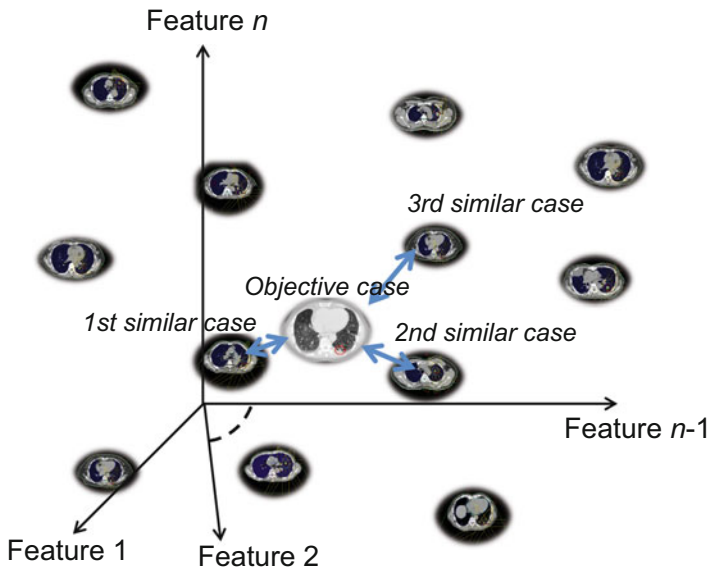 Feature n
3rd similar case
Objective case
1st similar case
2nd similar case
Feature n-1
Feature 1
Feature 2